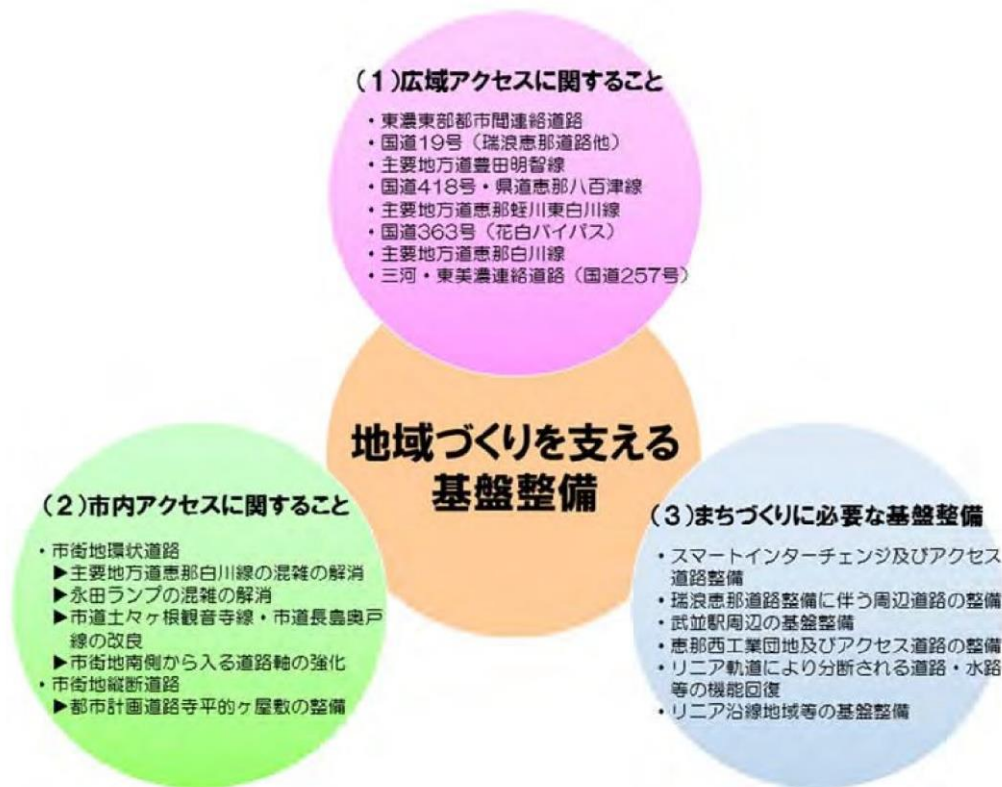 (1)広域アクセスに関すること
・東濃東部都市間連絡道路
・国道19号(瑞浪恵那道路他)
・主要地方道豊田明智線
・国道418号・県道恵那八百津線
・主要地方道恵那蛭川東白川線
・国道363号(花白バイパス)
・主要地方道恵那白川線
・三河・東美濃連絡道路(国道257号)
地域づくりを支える
基盤整備
(2)市内アクセスに関すること
・市街地環状道路
▶主要地方道恵那白川線の混雑の解消
▶永田ランプの混雑の解消
▶市道土々ヶ根観音寺線・市道長島奥戸
線の改良
▶市街地南側から入る道路軸の強化
・市街地縦断道路
▶都市計画道路寺平的ヶ屋敷の整備
(3)まちづくりに必要な基盤整備
・スマートインターチェンジ及びアクセス
道路整備
・瑞浪恵那道路整備に伴う周辺道路の整備
・武並駅周辺の基盤整備
・恵那西工業団地及びアクセス道路の整備
・リニア軌道により分断される道路・水路
等の機能回復
・リニア沿線地域等の基盤整備